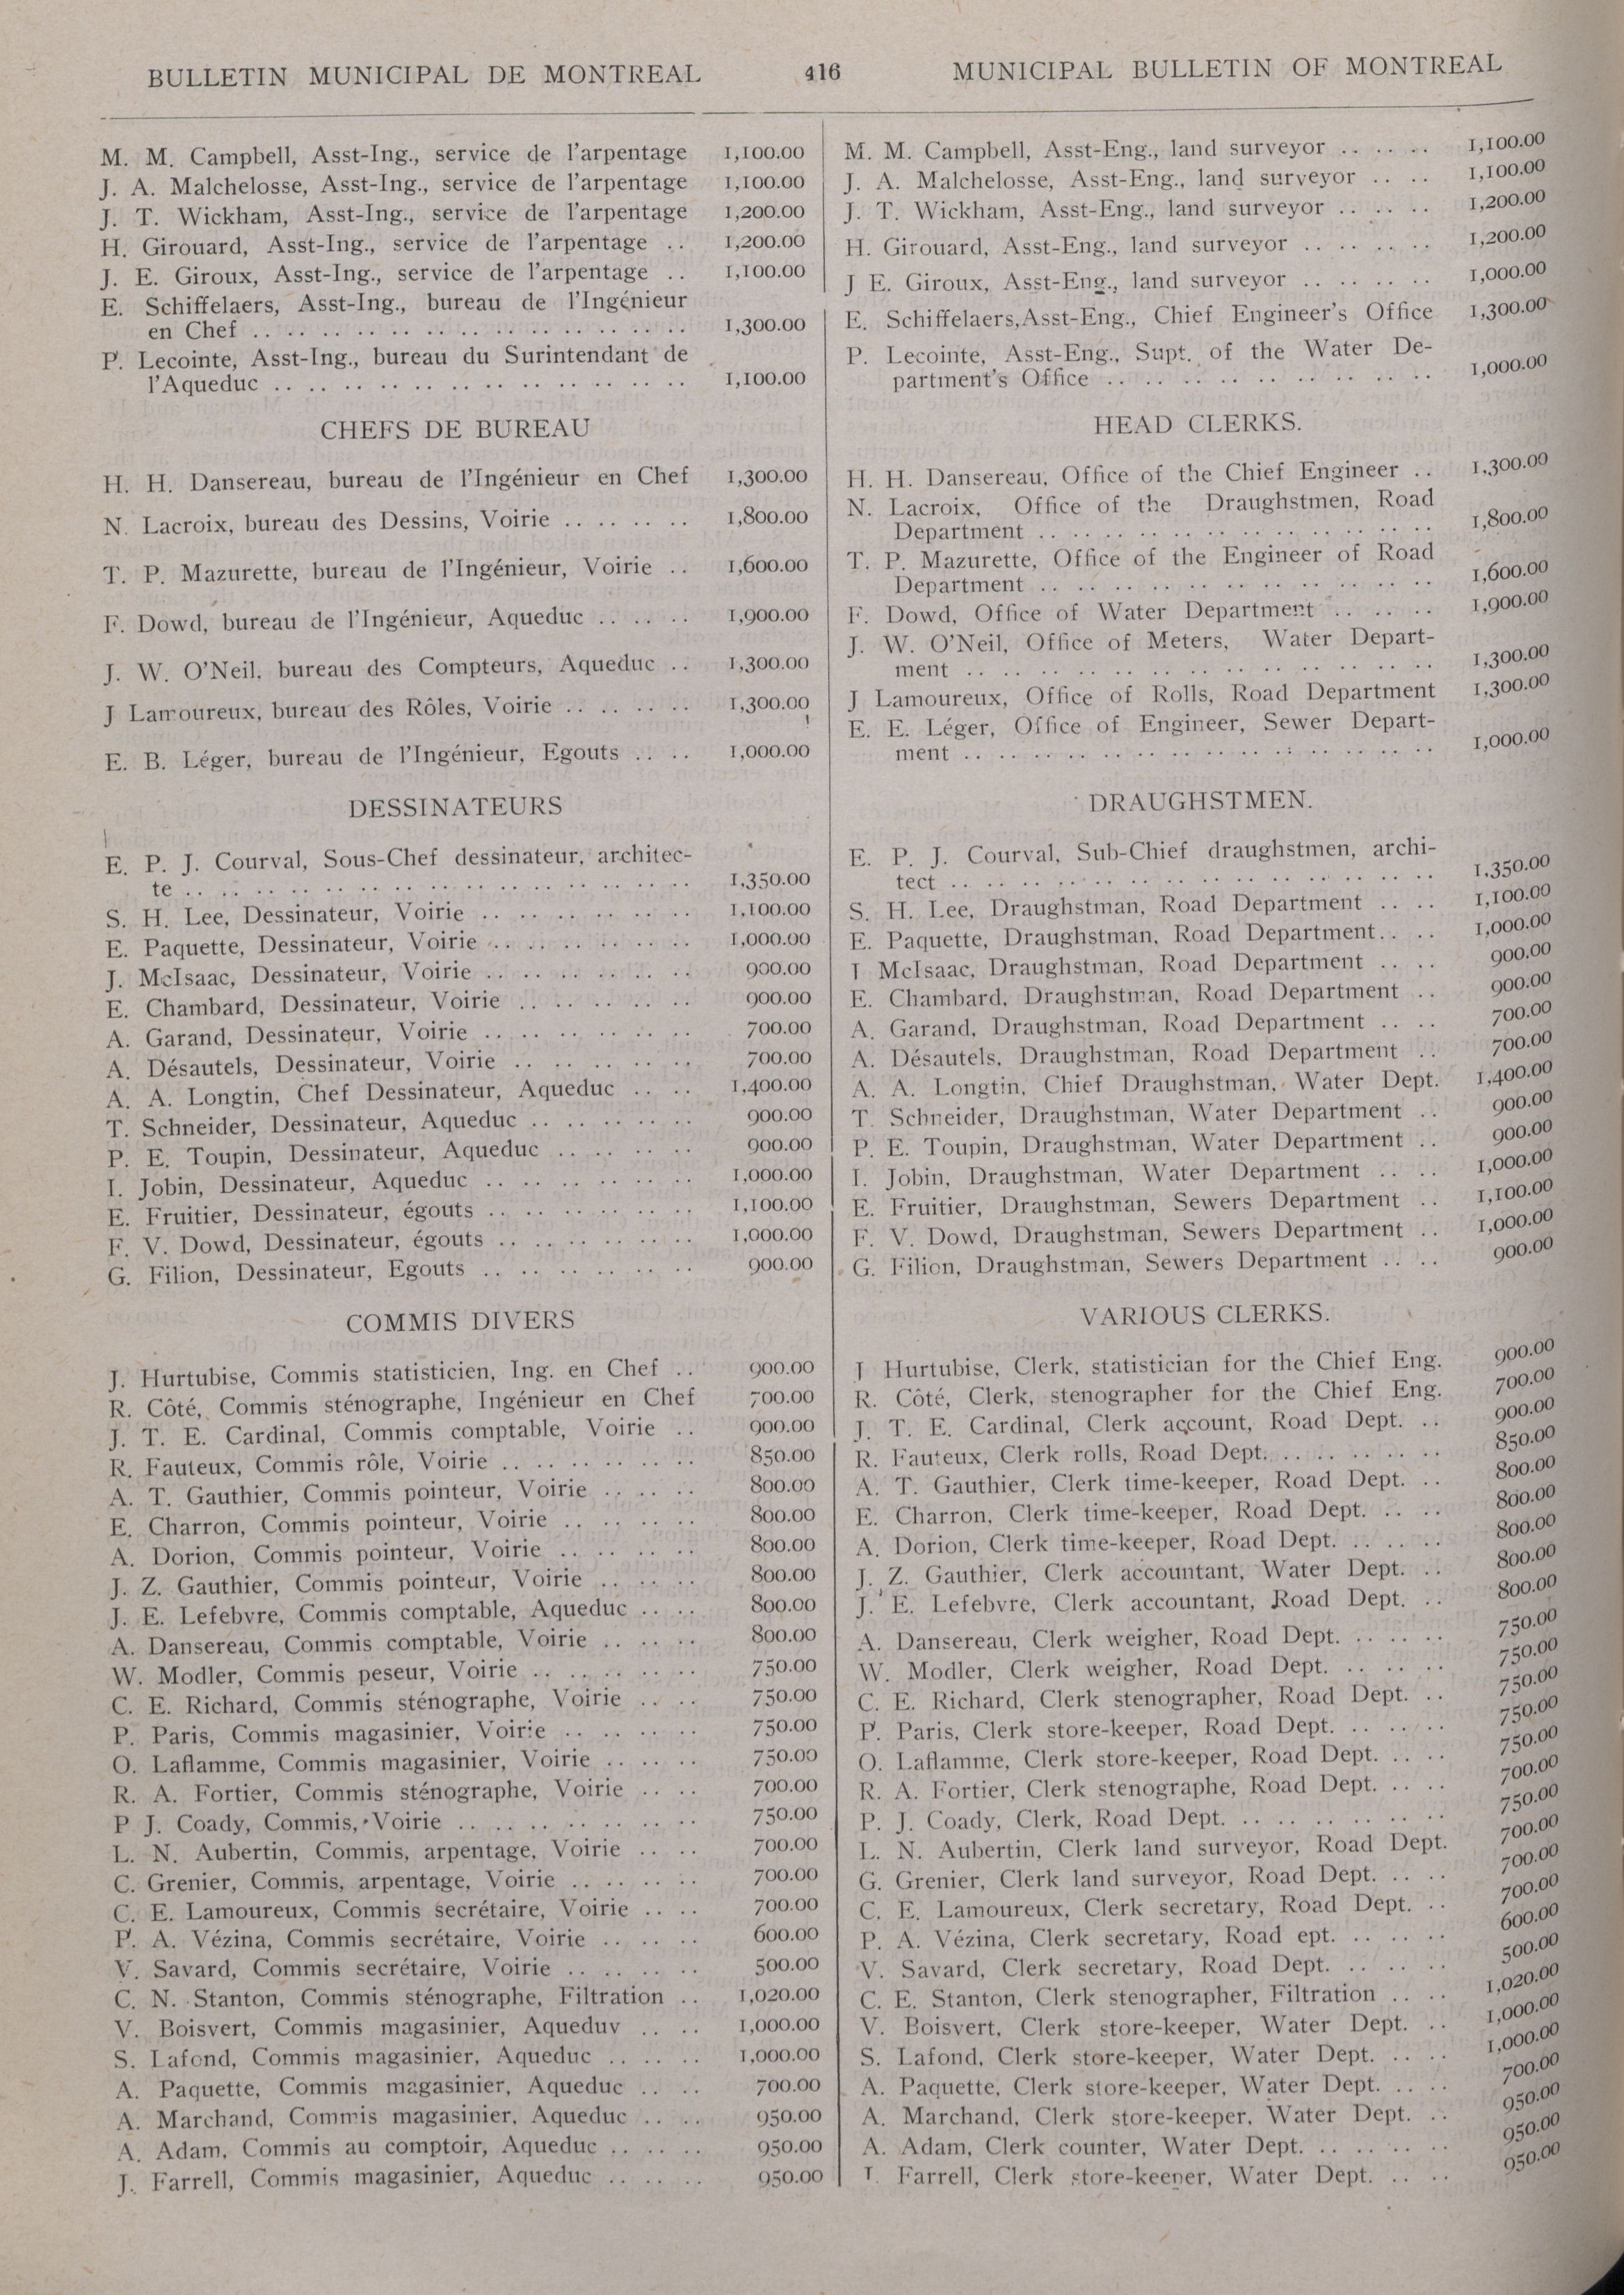 BULLETIN MUNICIPAL DE MONTREAL 416 MUNICIPAL BULLETIN OF MONTREAL
M. M. Campbell, Asst-Ing., service de l'arpentage 1,100.00
J. A. Malchelosse, Asst-Ing., service de l'arpentage 1,100.00
J. T. Wickham, Asst-Ing., service de l'arpentage 1,200.00
H. Girouard, Asst-Ing., service de l'arpentage .. 1,200.00
J. E. Giroux, Asst-Ing., service de l'arpentage .. 1,100.00
E. Schiffelaers, Asst-Ing., bureau de l'Ingénieur
en Chef .. .. .. .. .. .. .. .. .. .. .. .. .. 1,300.00
P. Lecointe, Asst-Ing., bureau du Surintendant de
l'Aqueduc .. .. .. .. .. .. .. .. .. .. .. .. 1,100.00
CHEFS DE BUREAU
H. H. Dansereau, bureau de l'Ingénieur en Chef 1,300.00
N. Lacroix, bureau des Dessins, Voirie .. .. .. .. 1,800.00
T. P. Mazurette, bureau de l'Ingénieur, Voirie .. 1,600.00
F. Dowd, bureau de l'Ingénieur, Aqueduc .. .. .. 1,900.00
J. W. O'Neil, bureau des Compteurs, Aqueduc .. 1,300.00
J Lamoureux, bureau des Rôles, Voirie .. .. .. .. 1,300.00
E. B. Léger, bureau de l'Ingénieur, Egouts .. .. 1,000.00
DESSINATEURS
E. P. J. Courval, Sous-Chef dessinateur, architec-
te .. .. .. .. .. .. .. .. .. .. .. .. .. .. .. 1,350.00
S. H. Lee, Dessinateur, Voirie .. .. .. .. .. .. 1,100.00
E. Paquette, Dessinateur, Voirie .. .. .. .. .. .. 1,000.00
J. McIsaac, Dessinateur, Voirie .. .. .. .. .. .. 900.00
E. Chambard, Dessinateur, Voirie .. .. .. .. .. 900.00
A. Garand, Dessinateur, Voirie .. .. .. .. .. .. 700.00
A. Désautels, Dessinateur, Voirie .. .. .. .. .. 700.00
A. A. Longtin, Chef Dessinateur, Aqueduc .. .. 1,400.00
T. Schneider, Dessinateur, Aqueduc .. .. .. .. .. 900.00
P. E. Toupin, Dessinateur, Aqueduc .. .. .. .. 900.00
I. Jobin, Dessinateur, Aqueduc .. .. .. .. .. .. 1,000.00
E. Fruitier, Dessinateur, égouts .. .. .. .. .. .. 1,100.00
F. V. Dowd, Dessinateur, égouts .. .. .. .. .. .. 1,000.00
G. Filion, Dessinateur, Egouts .. .. .. .. .. .. 900.00
COMMIS DIVERS
J. Hurtubise, Commis statisticien, Ing. en Chef .. 900.00
R. Côté, Commis sténographe, Ingénieur en Chef 700.00
J. T. E. Cardinal, Commis comptable, Voirie .. 900.00
R. Fauteux, Commis rôle, Voirie .. .. .. .. .. .. 850.00
A. T. Gauthier, Commis pointeur, Voirie .. .. .. 800.00
E. Charron, Commis pointeur, Voirie .. .. .. .. 800.00
A. Dorion, Commis pointeur, Voirie .. .. .. .. 800.00
J. Z. Gauthier, Commis pointeur, Voirie .. .. .. 800.00
J. E. Lefebvre, Commis comptable, Aqueduc .. .. 800.00
A. Dansereau, Commis comptable, Voirie .. .. .. 800.00
W. Modler, Commis peseur, Voirie .. .. .. .. .. 750.00
C. E. Richard, Commis sténographe, Voirie .. .. 750.00
P. Paris, Commis magasinier, Voirie .. .. .. .. 750.00
O. Laflamme, Commis magasinier, Voirie .. .. .. 750.00
R. A. Fortier, Commis sténographe, Voirie .. .. 700.00
P J. Coady, Commis, Voirie .. .. .. .. .. .. .. 750.00
L. N. Aubertin, Commis, arpentage, Voirie .. .. 700.00
C. Grenier, Commis, arpentage, Voirie .. .. .. .. 700.00
C. E. Lamoureux, Commis secrétaire, Voirie .. .. 700.00
P. A. Vézina, Commis secrétaire, Voirie .. .. .. 600.00
V. Savard, Commis secrétaire, Voirie .. .. .. .. 500.00
C. N. Stanton, Commis sténographe, Filtration .. 1,020.00
V. Boisvert, Commis magasinier, Aqueduv .. .. 1,000.00
S. Lafond, Commis magasinier, Aqueduc .. .. .. 1,000.00
A. Paquette, Commis magasinier, Aqueduc .. .. 700.00
A. Marchand, Commis magasinier, Aqueduc .. .. 950.00
A. Adam, Commis au comptoir, Aqueduc .. .. .. 950.00
J. Farrell, Commis magasinier, Aqueduc .. .. .. 950.00
M. M. Campbell, Asst-Eng., land surveyor .. .. .. 1,100.00
J. A. Malchelosse, Asst-Eng., land surveyor .. .. 1,100.00
J. T. Wickham, Asst-Eng., land surveyor .. .. .. 1,200.00
H. Girouard, Asst-Eng., land surveyor .. .. .. .. 1,200.00
J E. Giroux, Asst-Eng., land surveyor .. .. .. .. 1,000.00
E. Schiffelaers,Asst-Eng., Chief Engineer's Office 1,300.00
P. Lecointe, Asst-Eng., Supt. of the Water De-
partment's Office .. .. .. .. .. .. .. .. .. 1,000.00
HEAD CLERKS.
H. H. Dansereau, Office of the Chief Engineer .. 1,300.00
N. Lacroix, Office of the Draughstmen, Road
Department .. .. .. .. .. .. .. .. .. .. .. 1,800.00
T. P. Mazurette, Office of the Engineer of Road
Department .. .. .. .. .. .. .. .. .. .. .. 1,600.00
F. Dowd, Office of Water Department .. .. .. 1,900.00
J. W. O'Neil, Office of Meters, Water Depart-
ment .. .. .. .. .. .. .. .. .. .. .. .. .. 1,300.00
J Lamoureux, Office of Rolls, Road Department 1,300.00
E. E. Léger, Office of Engineer, Sewer Depart-
ment .. .. .. .. .. .. .. .. .. .. .. .. .. .. 1,000.00
DRAUGHSTMEN.
E. P. J. Courval, Sub-Chief draughstmen, archi-
tect .. .. .. .. .. .. .. .. .. .. .. .. .. .. 1,350.00
S. H. Lee, Draughstman, Road Department .. .. 1,100.00
E. Paquette, Draughstman, Road Department.. .. 1,000.00
J McIsaac, Draughstman, Road Department .. .. 900.00
E. Chambard, Draughstman, Road Department .. 900.00
A. Garand, Draughstman, Road Department .. .. 700.00
A. Désautels, Draughstman, Road Department .. 700.00
A. A. Longtin, Chief Draughstman, Water Dept. 1,400.00
T. Schneider, Draughstman, Water Department .. 900.00
P. E. Toupin, Draughstman, Water Department .. 900.00
I. Jobin, Draughstman, Water Department .. .. 1,000.00
E. Fruitier, Draughstman, Sewers Department .. 1,100.00
F. V. Dowd, Draughstman, Sewers Department .. 1,000.00
G. Filion, Draughstman, Sewers Department .. .. 900.00
VARIOUS CLERKS.
J Hurtubise, Clerk, statistician for the Chief Eng. 900.00
R. Côté, Clerk, stenographer for the Chief Eng. 700.00
J. T. E. Cardinal, Clerk account, Road Dept. .. 900.00
R. Fauteux, Clerk rolls, Road Dept. .. .. .. .. .. 850.00
A. T. Gauthier, Clerk time-keeper, Road Dept. .. 800.00
E. Charron, Clerk time-keeper, Road Dept. .. .. 800.00
A. Dorion, Clerk time-keeper, Road Dept. .. .. .. 800.00
J. Z. Gauthier, Clerk accountant, Water Dept. .. 800.00
J. E. Lefebvre, Clerk accountant, Road Dept. .. 800.00
A. Dansereau, Clerk weigher, Road Dept. .. .. .. 750.00
W. Modler, Clerk weigher, Road Dept. .. .. .. 750.00
C. E. Richard, Clerk stenographer, Road Dept. .. 750.00
P. Paris, Clerk store-keeper, Road Dept. .. .. .. 750.00
O. Laflamme, Clerk store-keeper, Road Dept. .. .. 750.00
R. A. Fortier, Clerk stenographe, Road Dept. .. .. 700.00
P. J. Coady, Clerk, Road Dept. .. .. .. .. .. .. 750.00
L. N. Aubertin, Clerk land surveyor, Road Dept. 700.00
G. Grenier, Clerk land surveyor, Road Dept. .. .. 700.00
C. E. Lamoureux, Clerk secretary, Road Dept. .. 700.00
P. A. Vézina, Clerk secretary, Road ept. .. .. .. 600.00
V. Savard, Clerk secretary, Road Dept. .. .. .. 500.00
C. E. Stanton, Clerk stenographer, Filtration .. .. 1,020.00
V. Boisvert, Clerk store-keeper, Water Dept. .. 1,000.00
S. Lafond, Clerk store-keeper, Water Dept. .. .. 1,000.00
A. Paquette, Clerk store-keeper, Water Dept. .. .. 700.00
A. Marchand, Clerk store-keeper, Water Dept. .. 950.00
A. Adam, Clerk counter, Water Dept. .. .. .. .. 950.00
J. Farrell, Clerk store-keeper, Water Dept. .. .. 950.00